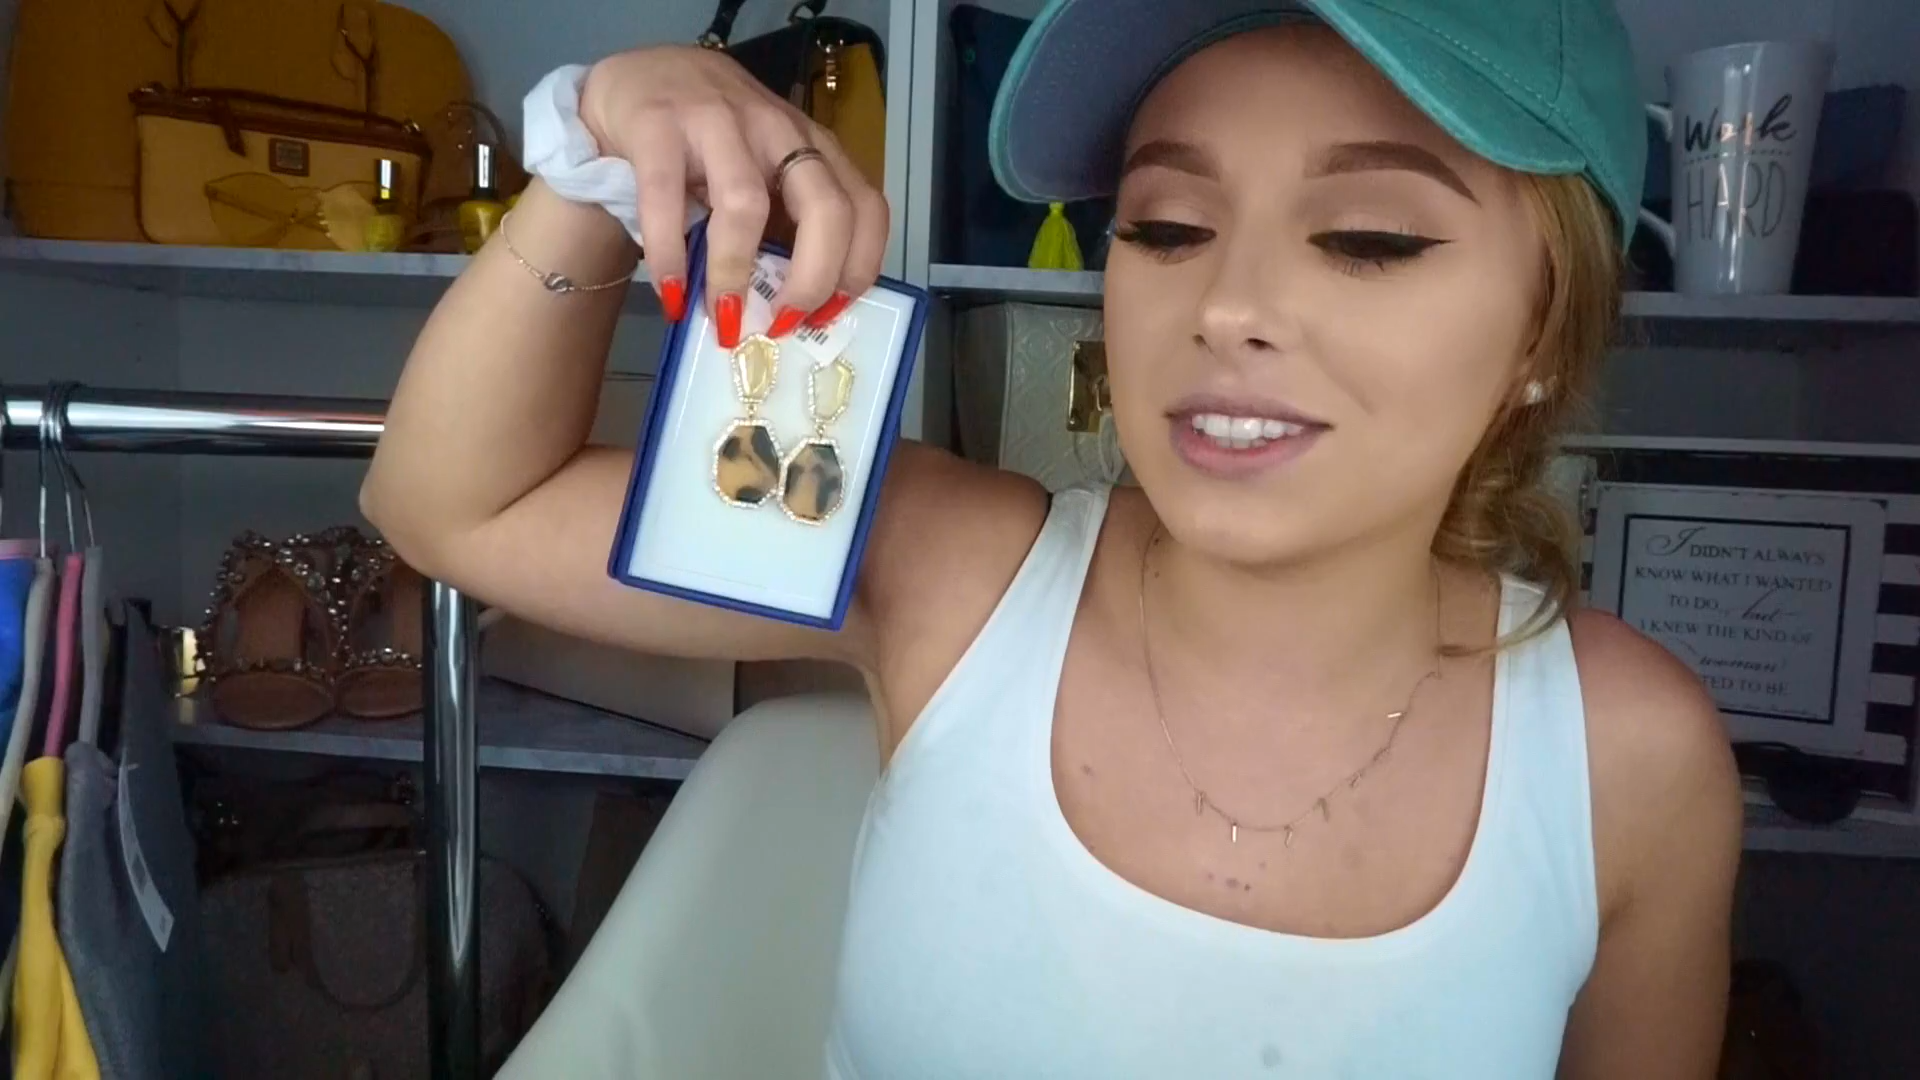 Work
HARD
I DIDN'T ALWAYS
KNOW WHAT I WANTED
TO DO... but
I KNEW THE KIND OF
woman
TED TO BE